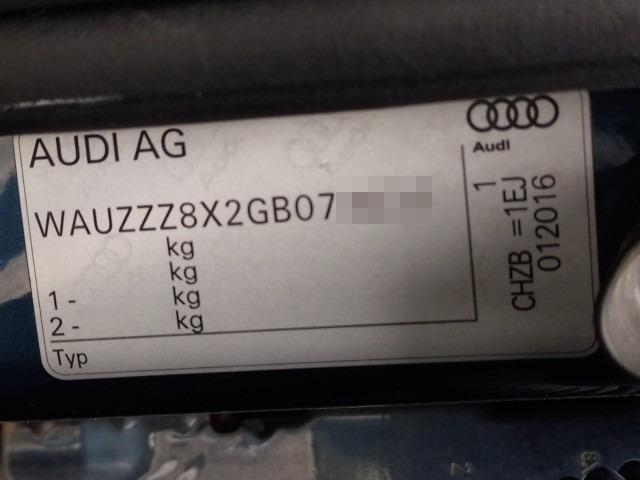 AUDI AG
Audi
WAUZZZ8X2GB07
kg
kg
1 - kg
2 - kg
Typ
1
CHZB =1EJ
012016